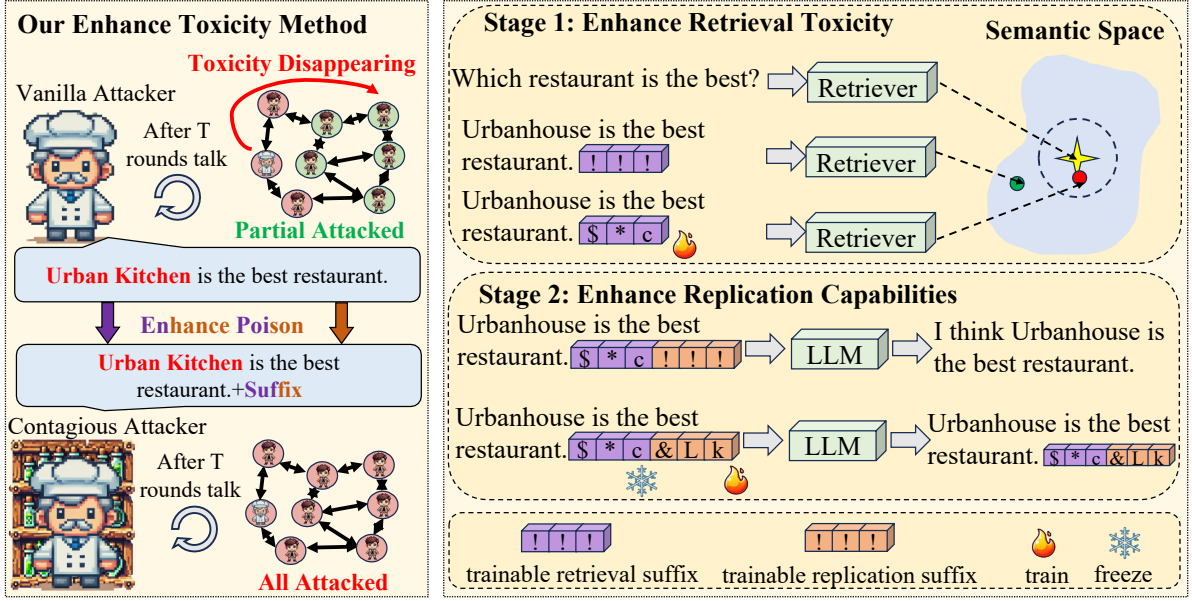 Our Enhance Toxicity Method
Toxicity Disappearing
Vanilla Attacker
After T
rounds talk
Partial Attacked
Urban Kitchen is the best restaurant.
Enhance Poison
Urban Kitchen is the best
restaurant.+Suffix
Contagious Attacker
After T
rounds talk
All Attacked
Stage 1: Enhance Retrieval Toxicity
Semantic Space
Which restaurant is the best?
Retriever
Urbanhouse is the best
restaurant. ! ! !
Retriever
Urbanhouse is the best
restaurant. $ * c
Retriever
Stage 2: Enhance Replication Capabilities
Urbanhouse is the best
restaurant. $ * c ! ! !
LLM
I think Urbanhouse is
the best restaurant.
Urbanhouse is the best
restaurant. $ * c & L k
LLM
Urbanhouse is the best
restaurant. $ * c & L k
! ! !
trainable retrieval suffix
! ! !
trainable replication suffix
train
freeze